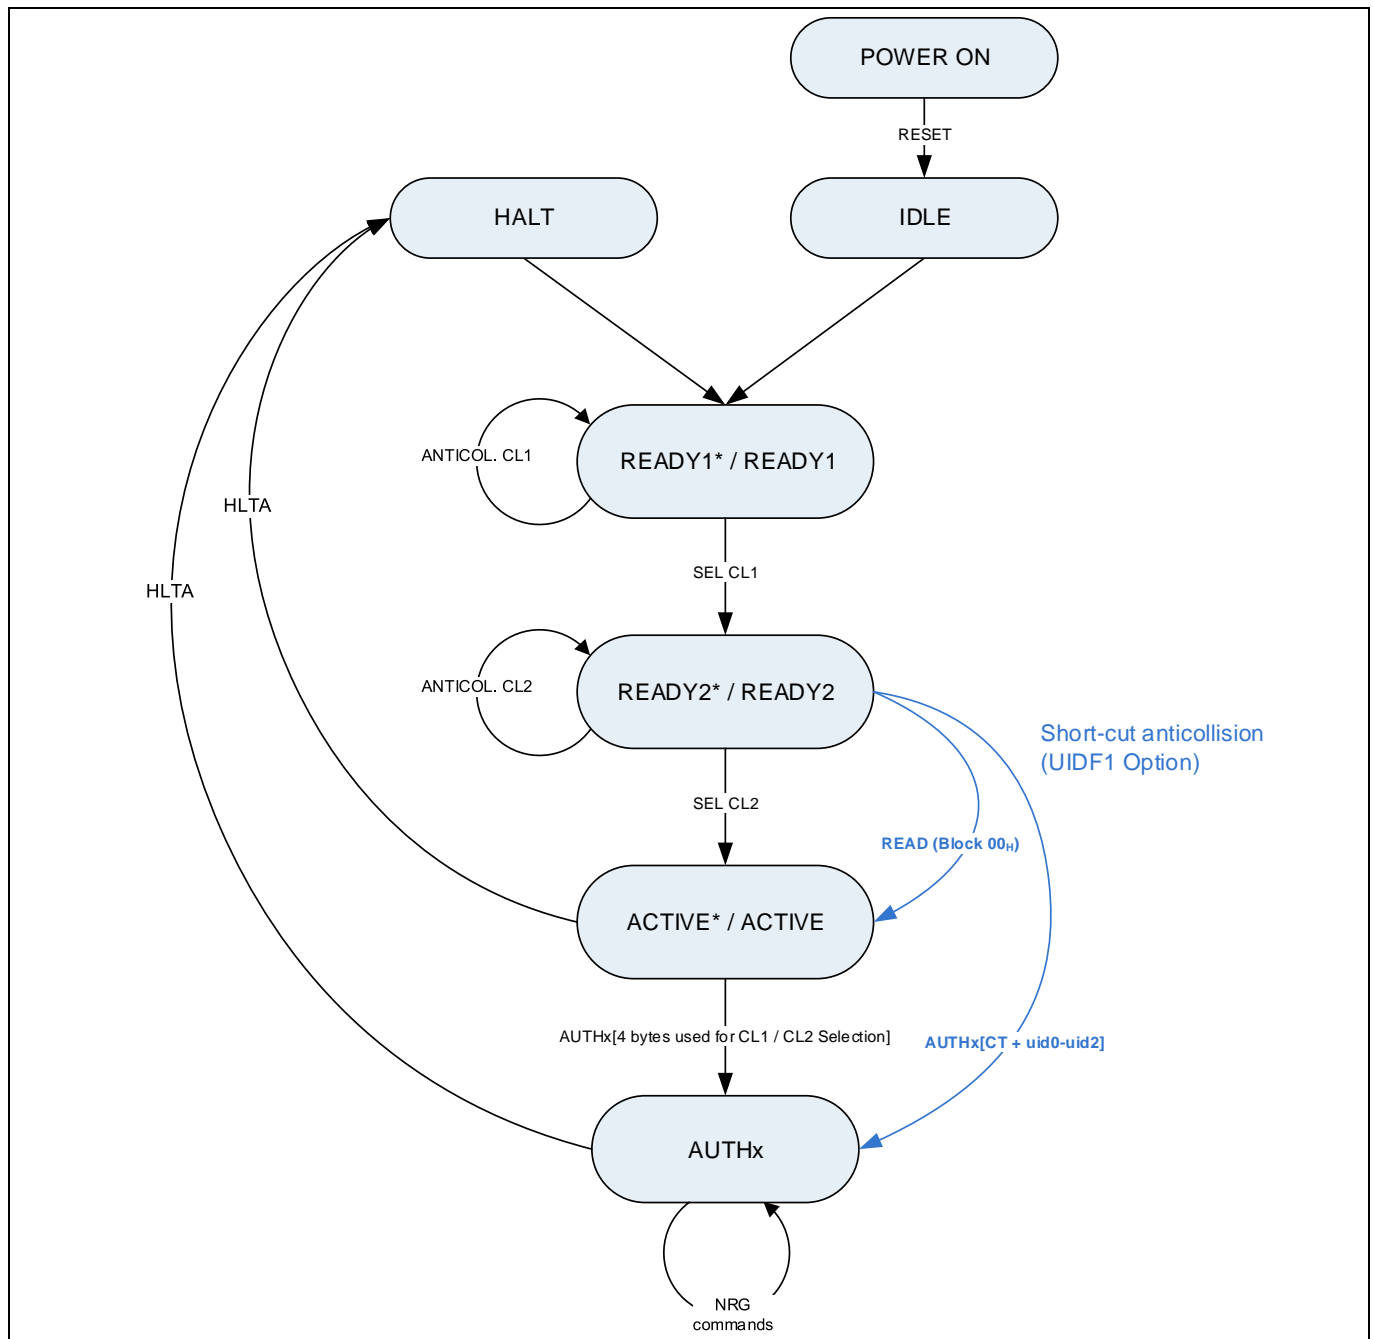 POWER ON
RESET
HALT
IDLE
ANTICOL. CL1
READY1* / READY1
HLTA
SEL CL1
HLTA
ANTICOL. CL2
READY2* / READY2
Short-cut anticollision
(UIDF1 Option)
SEL CL2
READ (Block 00H)
ACTIVE* / ACTIVE
AUTHx[4 bytes used for CL1 / CL2 Selection]
AUTHx[CT + uid0-uid2]
AUTHx
NRG
commands